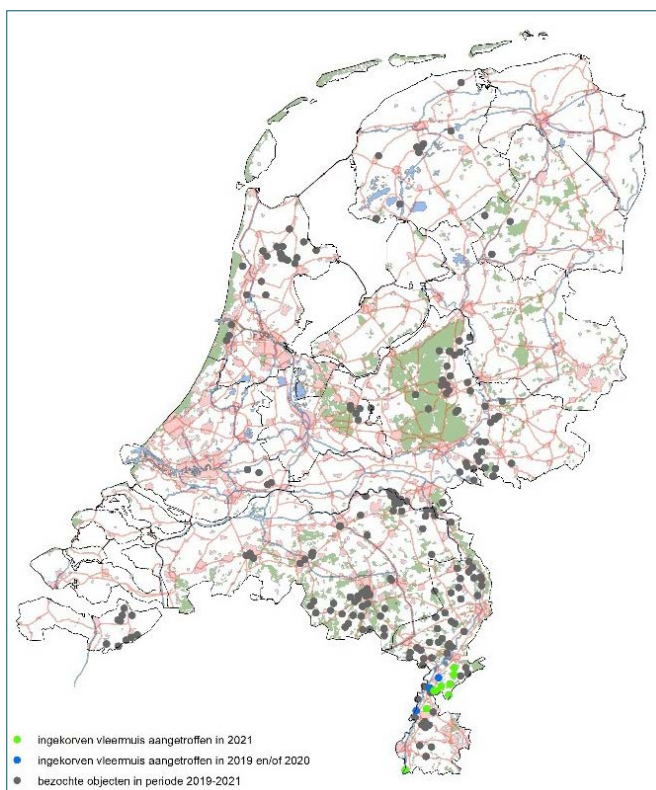 ingekorven vleermuis aangetroffen in 2021
ingekorven vleermuis aangetroffen in 2019 en/of 2020
bezochte objecten in periode 2019-2021